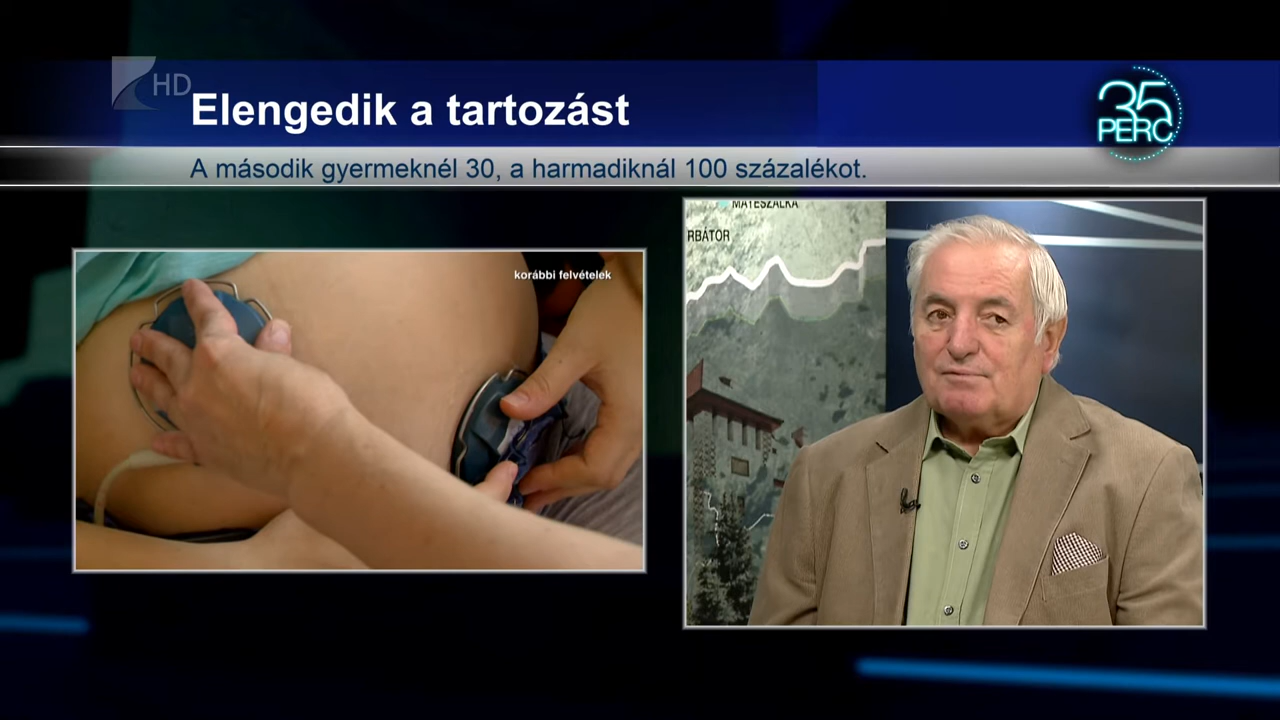 HD
Elengedik a tartozást
35
PERC
A második gyermeknél 30, a harmadiknál 100 százalékot.
korábbi felvételek
MÁTÉSZALKA
RBÁTOR